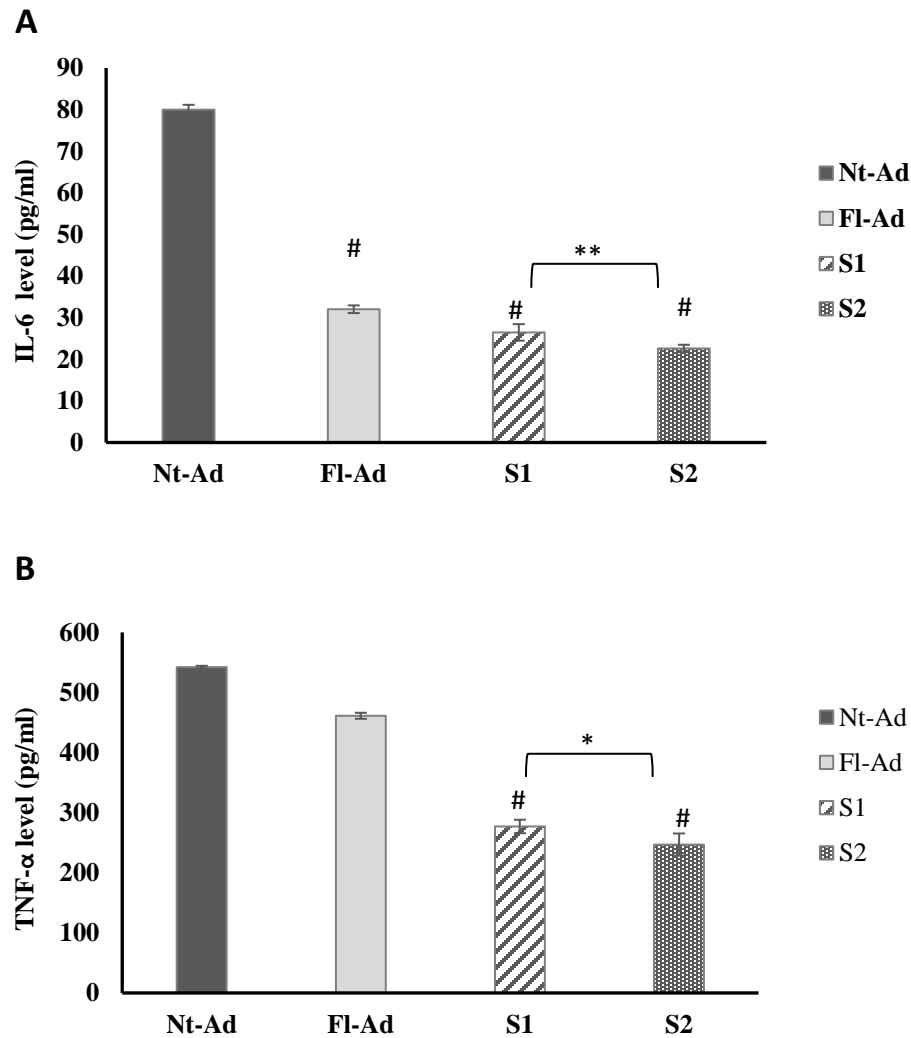 A
IL-6 level (pg/ml)
90
80
70
60
50
40
30
20
10
0
#
#
**
#
Nt-Ad
Fl-Ad
S1
S2
Nt-Ad
Fl-Ad
S1
S2
B
TNF-α level (pg/ml)
600
500
400
300
200
100
0
#
*
#
Nt-Ad
Fl-Ad
S1
S2
Nt-Ad
Fl-Ad
S1
S2